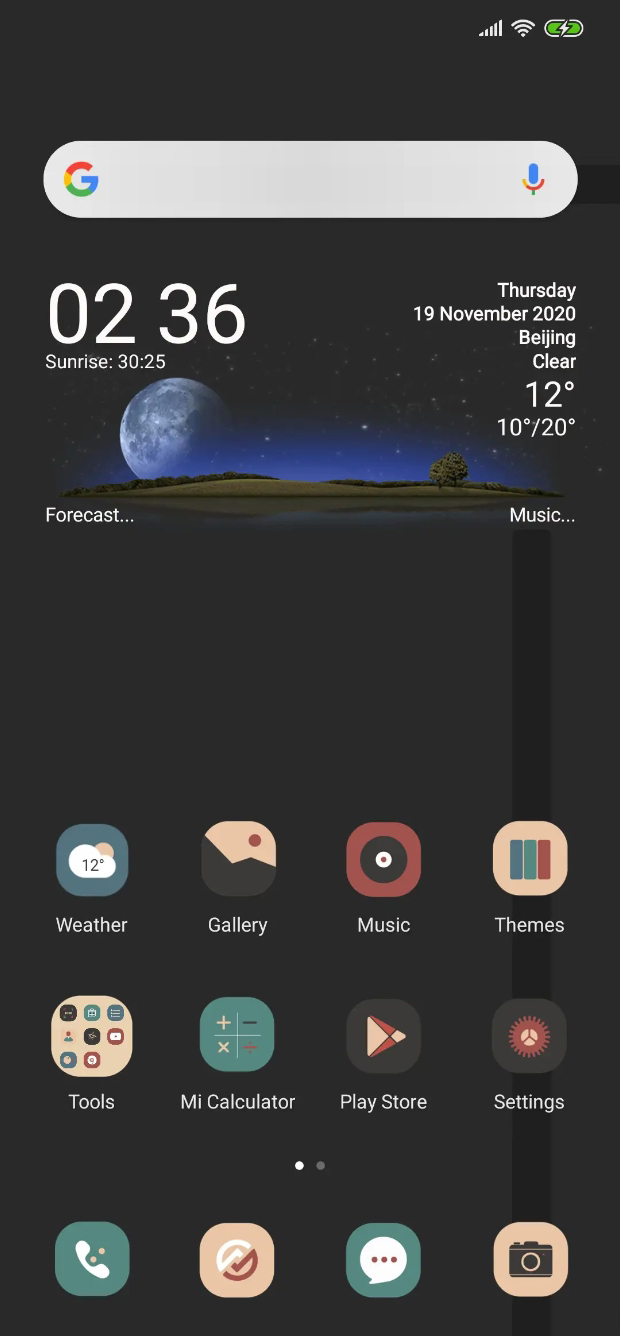 02 36
Sunrise: 30:25
Thursday
19 November 2020
Beijing
Clear
12°
10°/20°
Forecast...
Music...
12°
Weather
Gallery
Music
Themes
Tools
Mi Calculator
Play Store
Settings